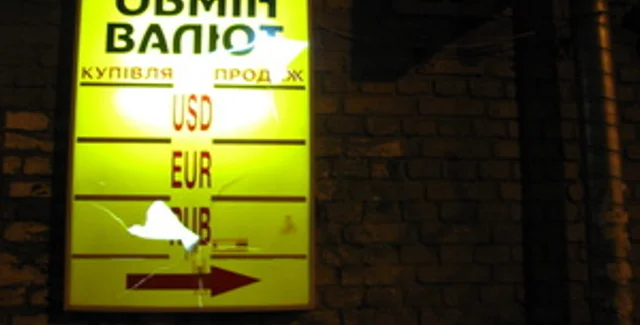 ОБМІН
ВАЛЮТ
КУПІВЛЯ ПРОДАЖ
USD
EUR
RUB